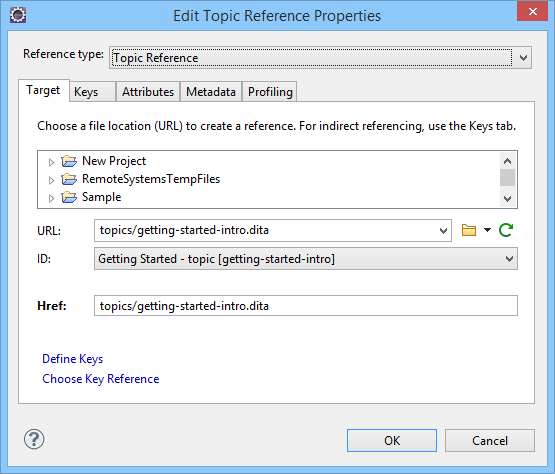 Edit Topic Reference Properties
Reference type: Topic Reference
Target Keys Attributes Metadata Profiling
Choose a file location (URL) to create a reference. For indirect referencing, use the Keys tab.
New Project
RemoteSystemsTempFiles
Sample
URL: topics/getting-started-intro.dita
ID: Getting Started - topic [getting-started-intro]
Href: topics/getting-started-intro.dita
Define Keys
Choose Key Reference
? OK Cancel